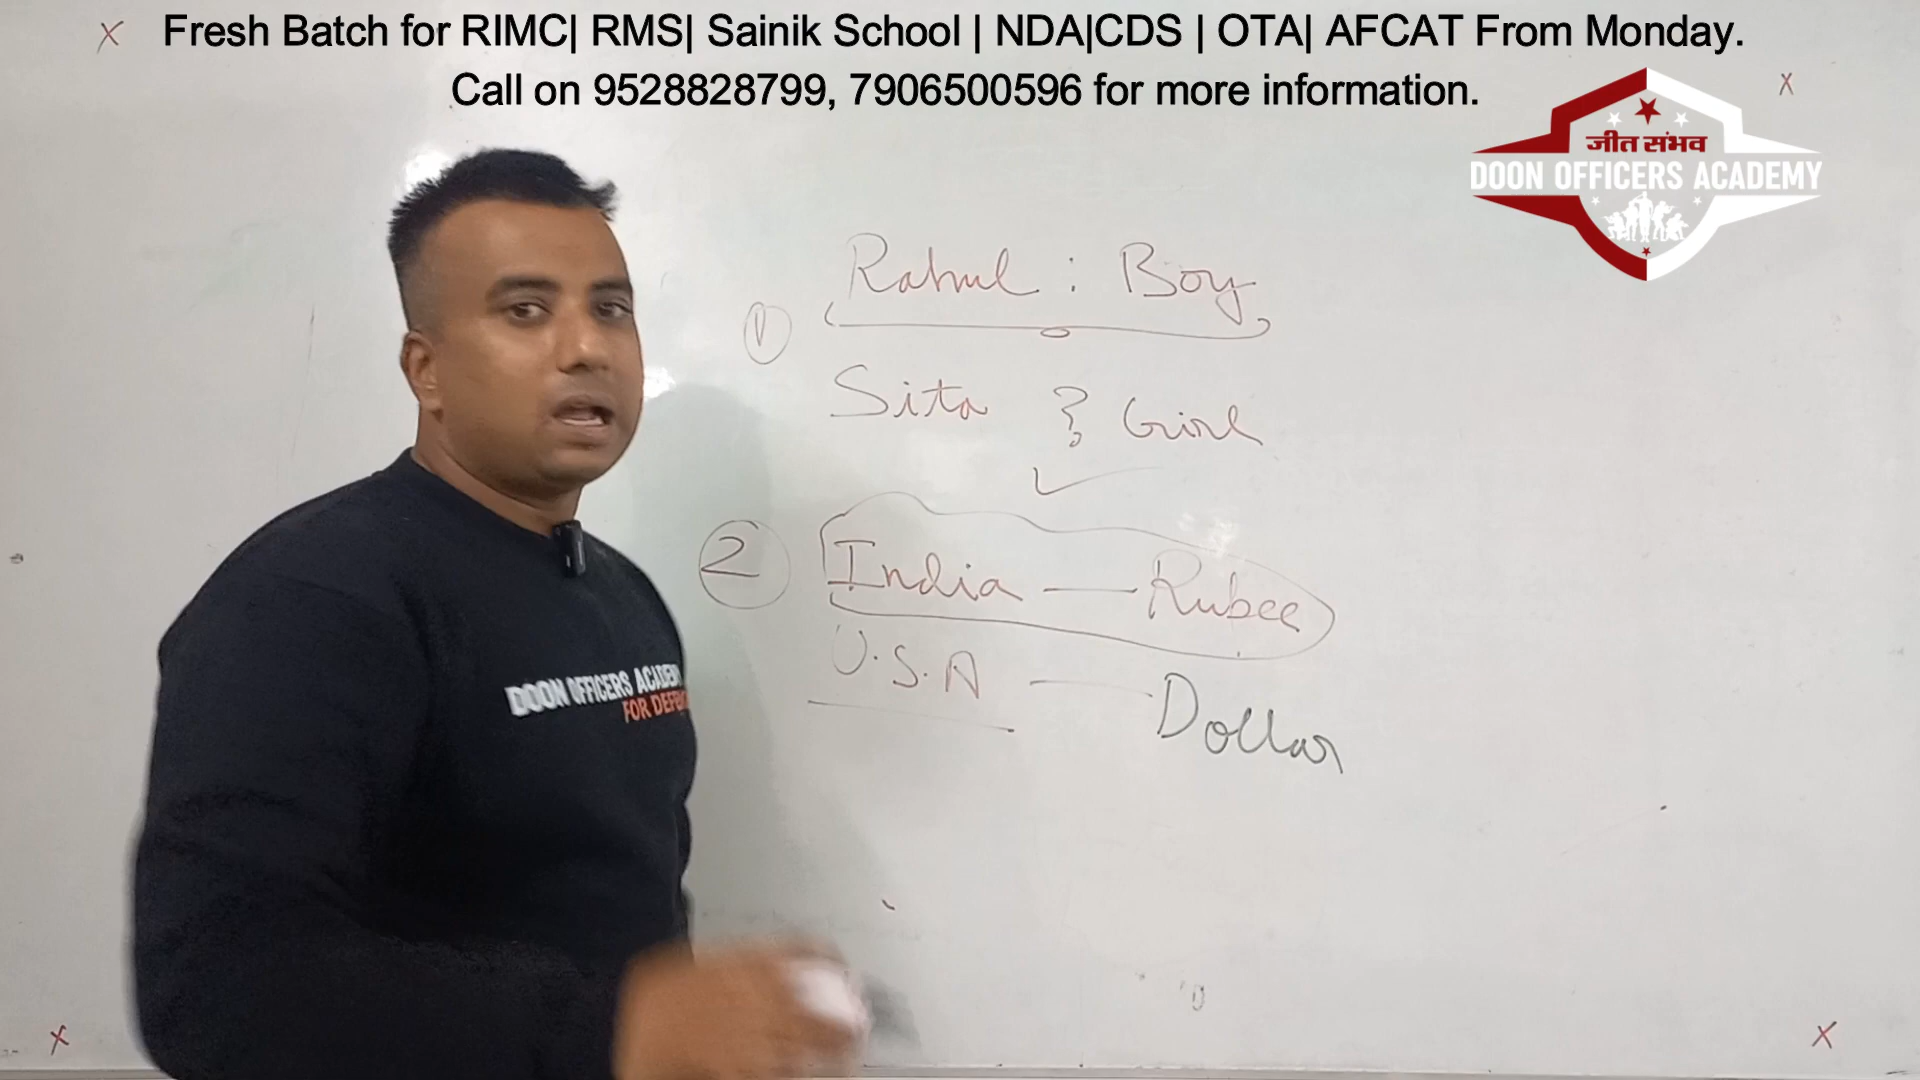 Fresh Batch for RIMC| RMS| Sainik School | NDA|CDS | OTA| AFCAT From Monday.
Call on 9528828799, 7906500596 for more information.
जीत संभव
DOON OFFICERS ACADEMY
Rahul : Boy
1
Sita ? Girl
2 India — Rubee
U.S.A — Dollar
DOON OFFICERS ACADEMY
FOR DEFEN